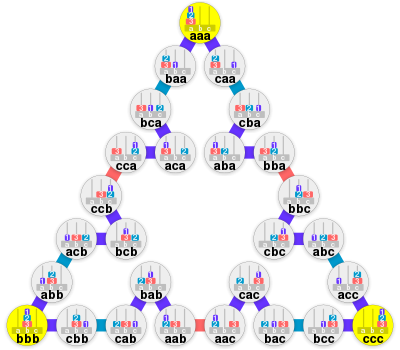 aaa
baa caa
bca cba
cca aca aba bba
ccb bbc
acb bcb cbc abc
abb bab cac acc
bbb cbb cab aab aac bac bcc ccc